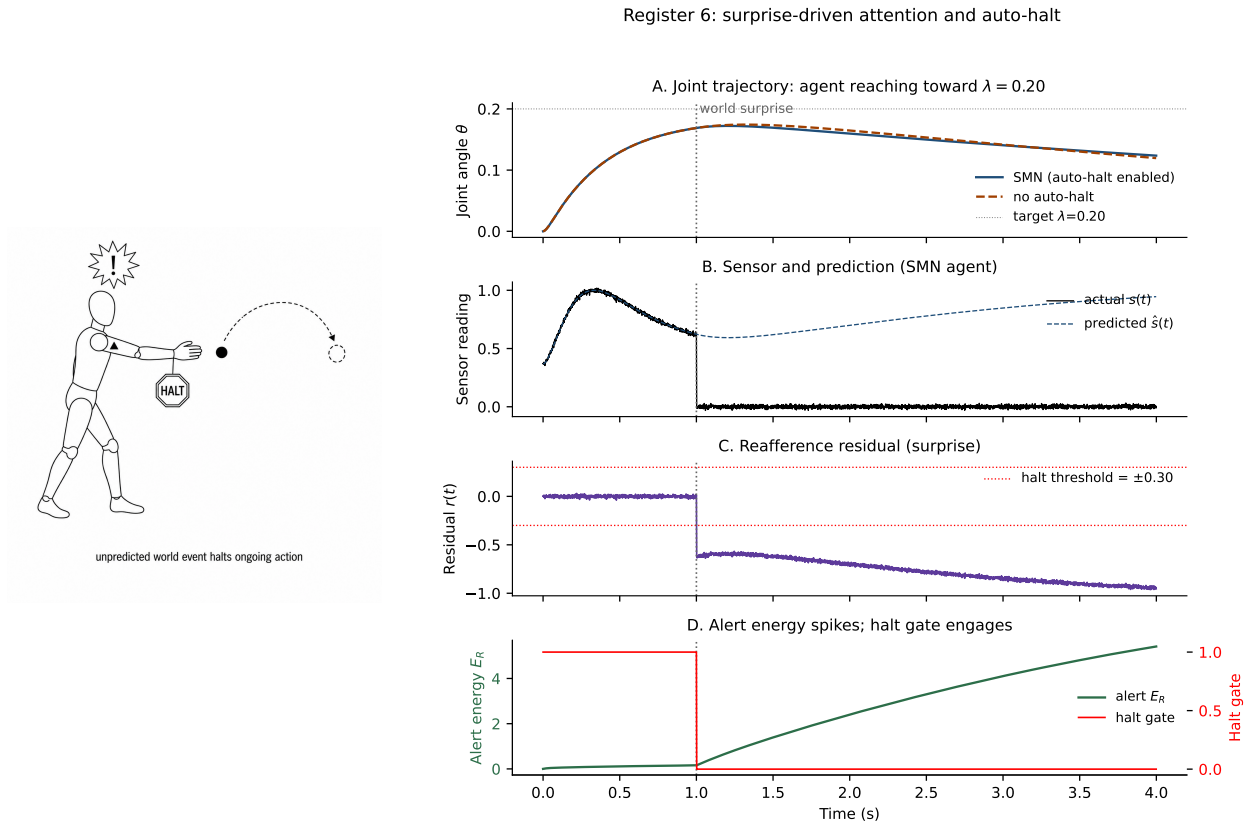 Register 6: surprise-driven attention and auto-halt
!
HALT
unpredicted world event halts ongoing action
A. Joint trajectory: agent reaching toward λ = 0.20
world surprise
Joint angle θ
0.2
0.1
0.0
SMN (auto-halt enabled)
no auto-halt
target λ=0.20
B. Sensor and prediction (SMN agent)
Sensor reading
1.0
0.5
0.0
actual s(t)
predicted ŝ(t)
C. Reafference residual (surprise)
Residual r(t)
0.0
−0.5
−1.0
halt threshold = ±0.30
D. Alert energy spikes; halt gate engages
Alert energy E_R
4
2
0
alert E_R
halt gate
1.0
0.5
0.0
Halt gate
0.0 0.5 1.0 1.5 2.0 2.5 3.0 3.5 4.0
Time (s)